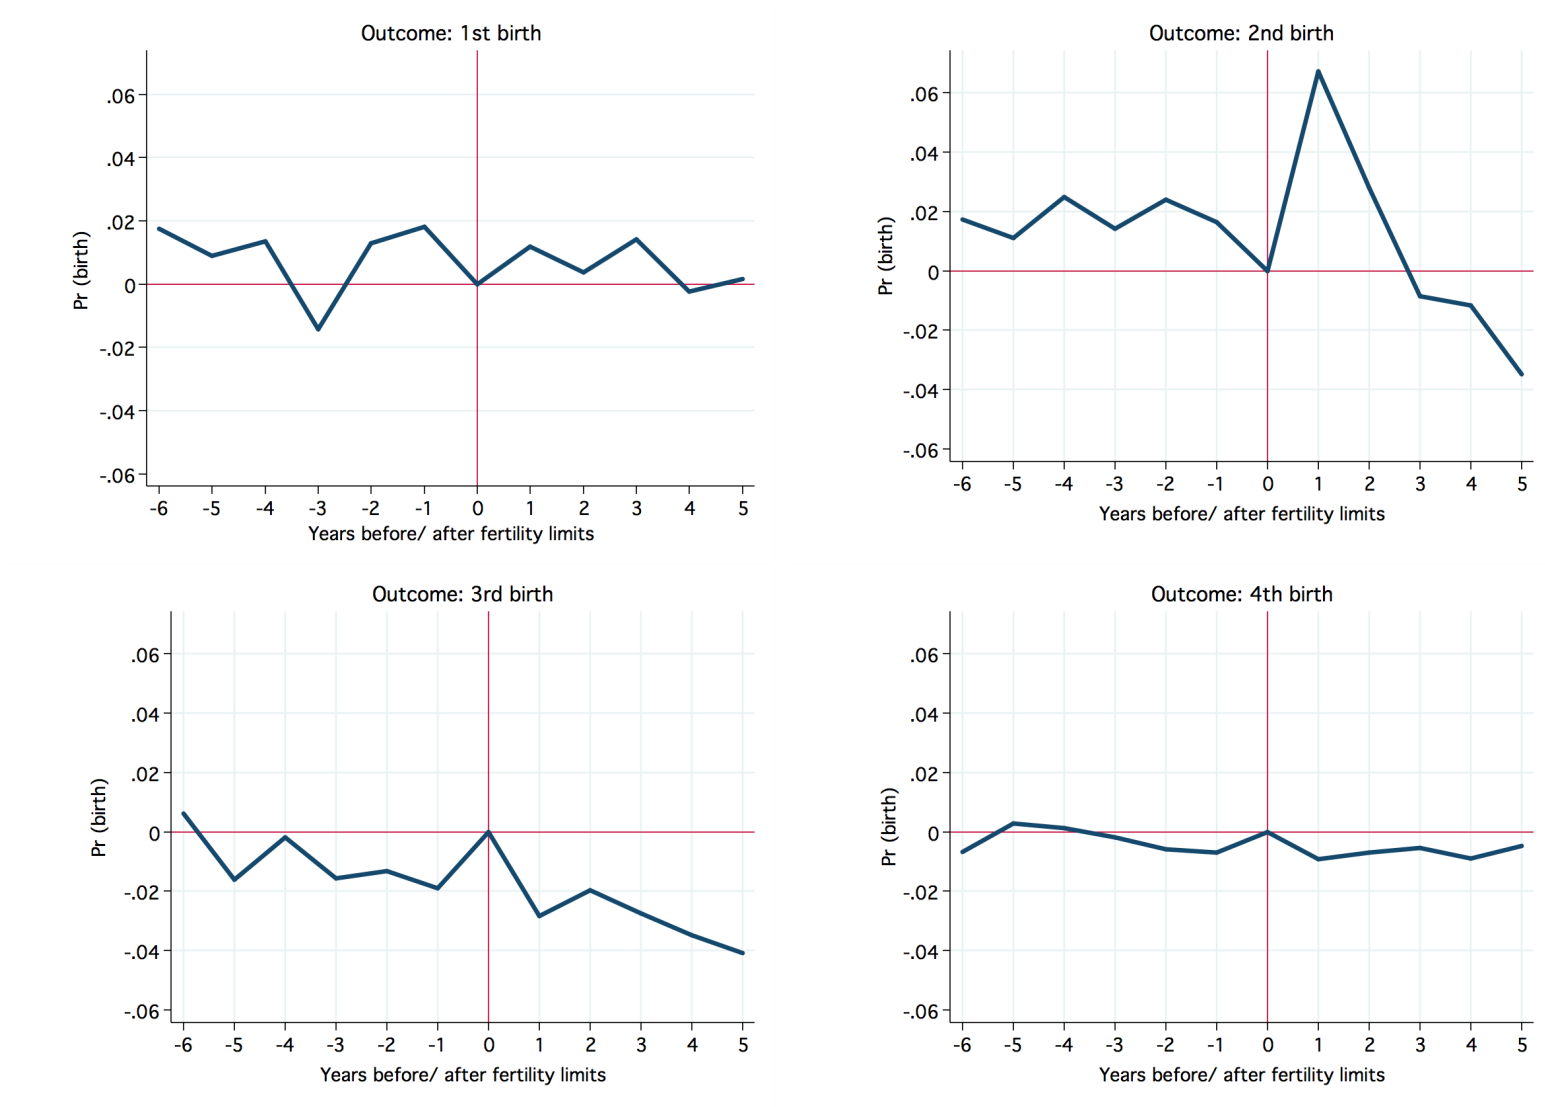 Outcome: 1st birth
Pr (birth)
.06
.04
.02
0
-.02
-.04
-.06
-6 -5 -4 -3 -2 -1 0 1 2 3 4 5
Years before/ after fertility limits
Outcome: 2nd birth
Pr (birth)
.06
.04
.02
0
-.02
-.04
-.06
-6 -5 -4 -3 -2 -1 0 1 2 3 4 5
Years before/ after fertility limits
Outcome: 3rd birth
Pr (birth)
.06
.04
.02
0
-.02
-.04
-.06
-6 -5 -4 -3 -2 -1 0 1 2 3 4 5
Years before/ after fertility limits
Outcome: 4th birth
Pr (birth)
.06
.04
.02
0
-.02
-.04
-.06
-6 -5 -4 -3 -2 -1 0 1 2 3 4 5
Years before/ after fertility limits